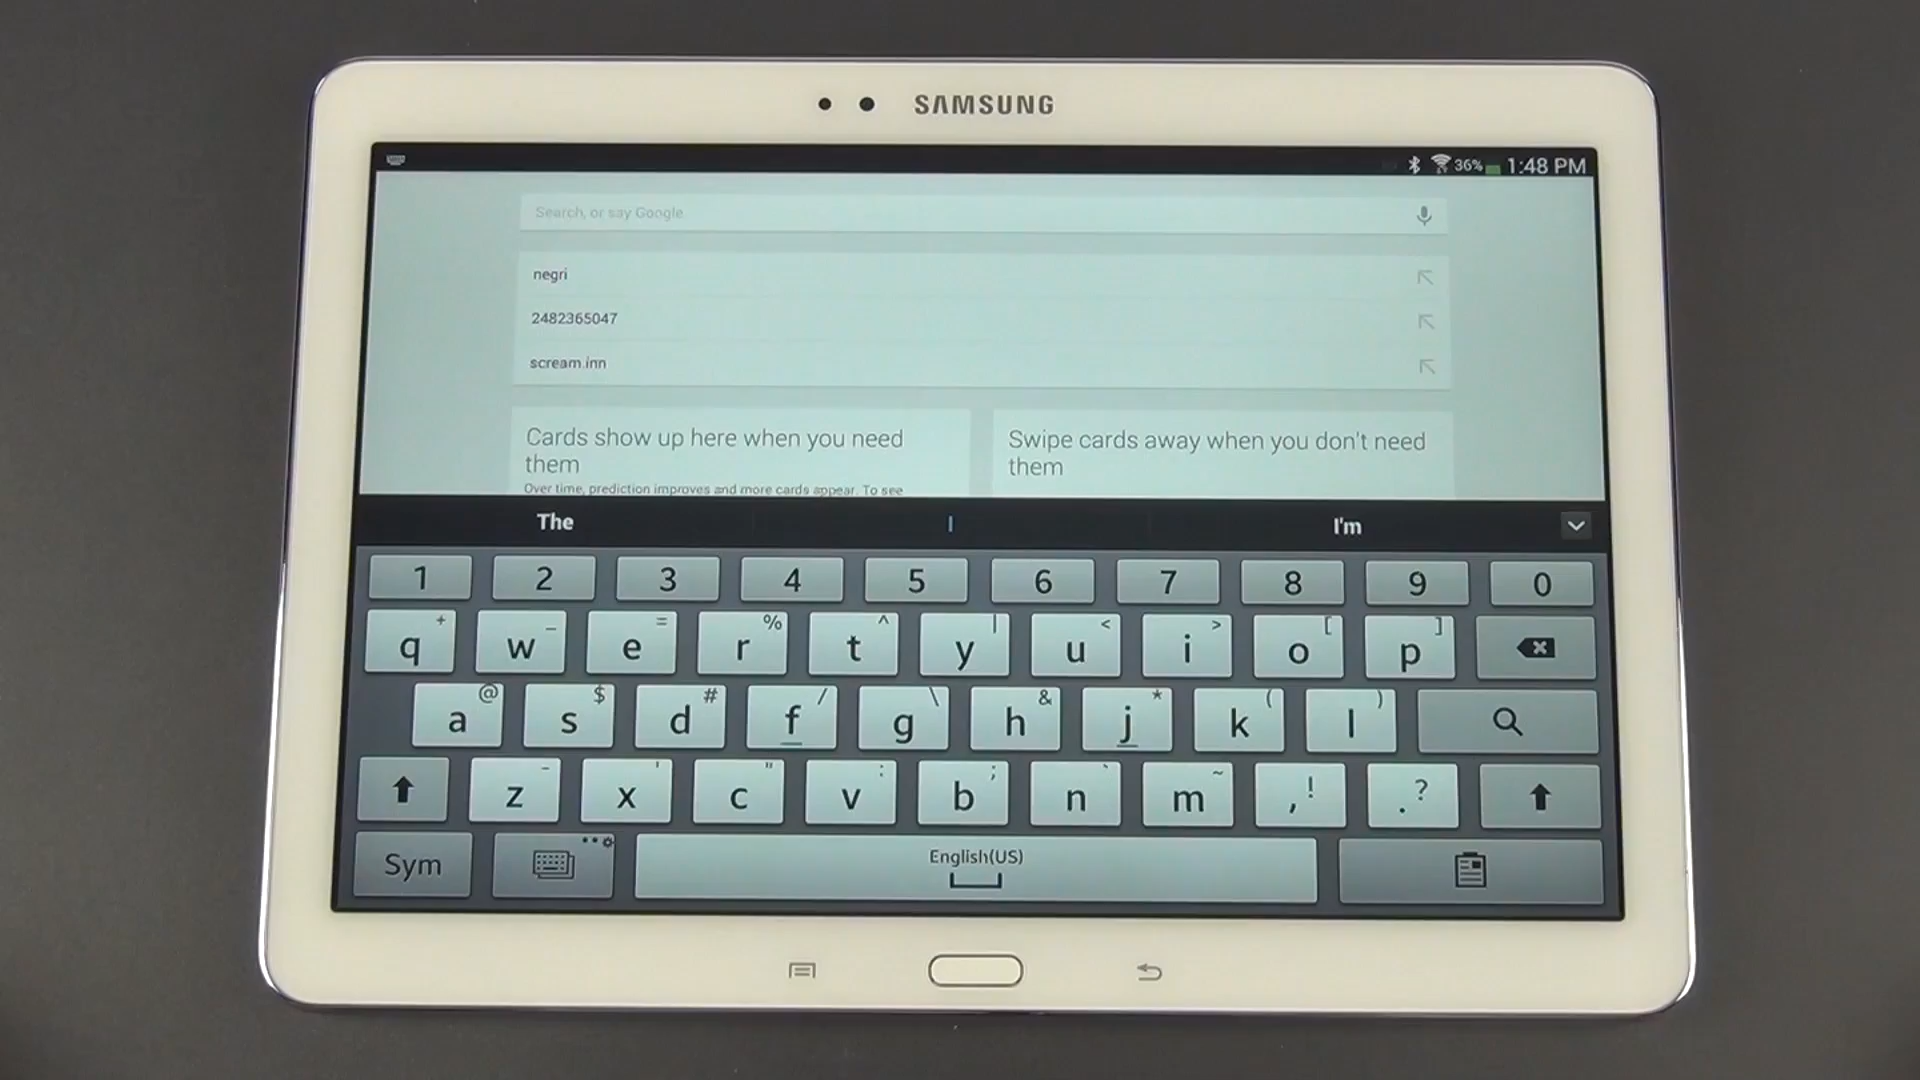 SAMSUNG
36% 1:48 PM
Search, or say Google
negri
2482365047
scream.inn
Cards show up here when you need
them
Over time, prediction improves and more cards appear. To see
Swipe cards away when you don't need
them
The I I'm
1 2 3 4 5 6 7 8 9 0
q + w _ e = r % t ^ y | u < i > o [ p ]
a @ s $ d # f / g \ h & j * k ( l )
z - x ' c " v : b ; n ` m ~ , ! . ?
Sym English(US)